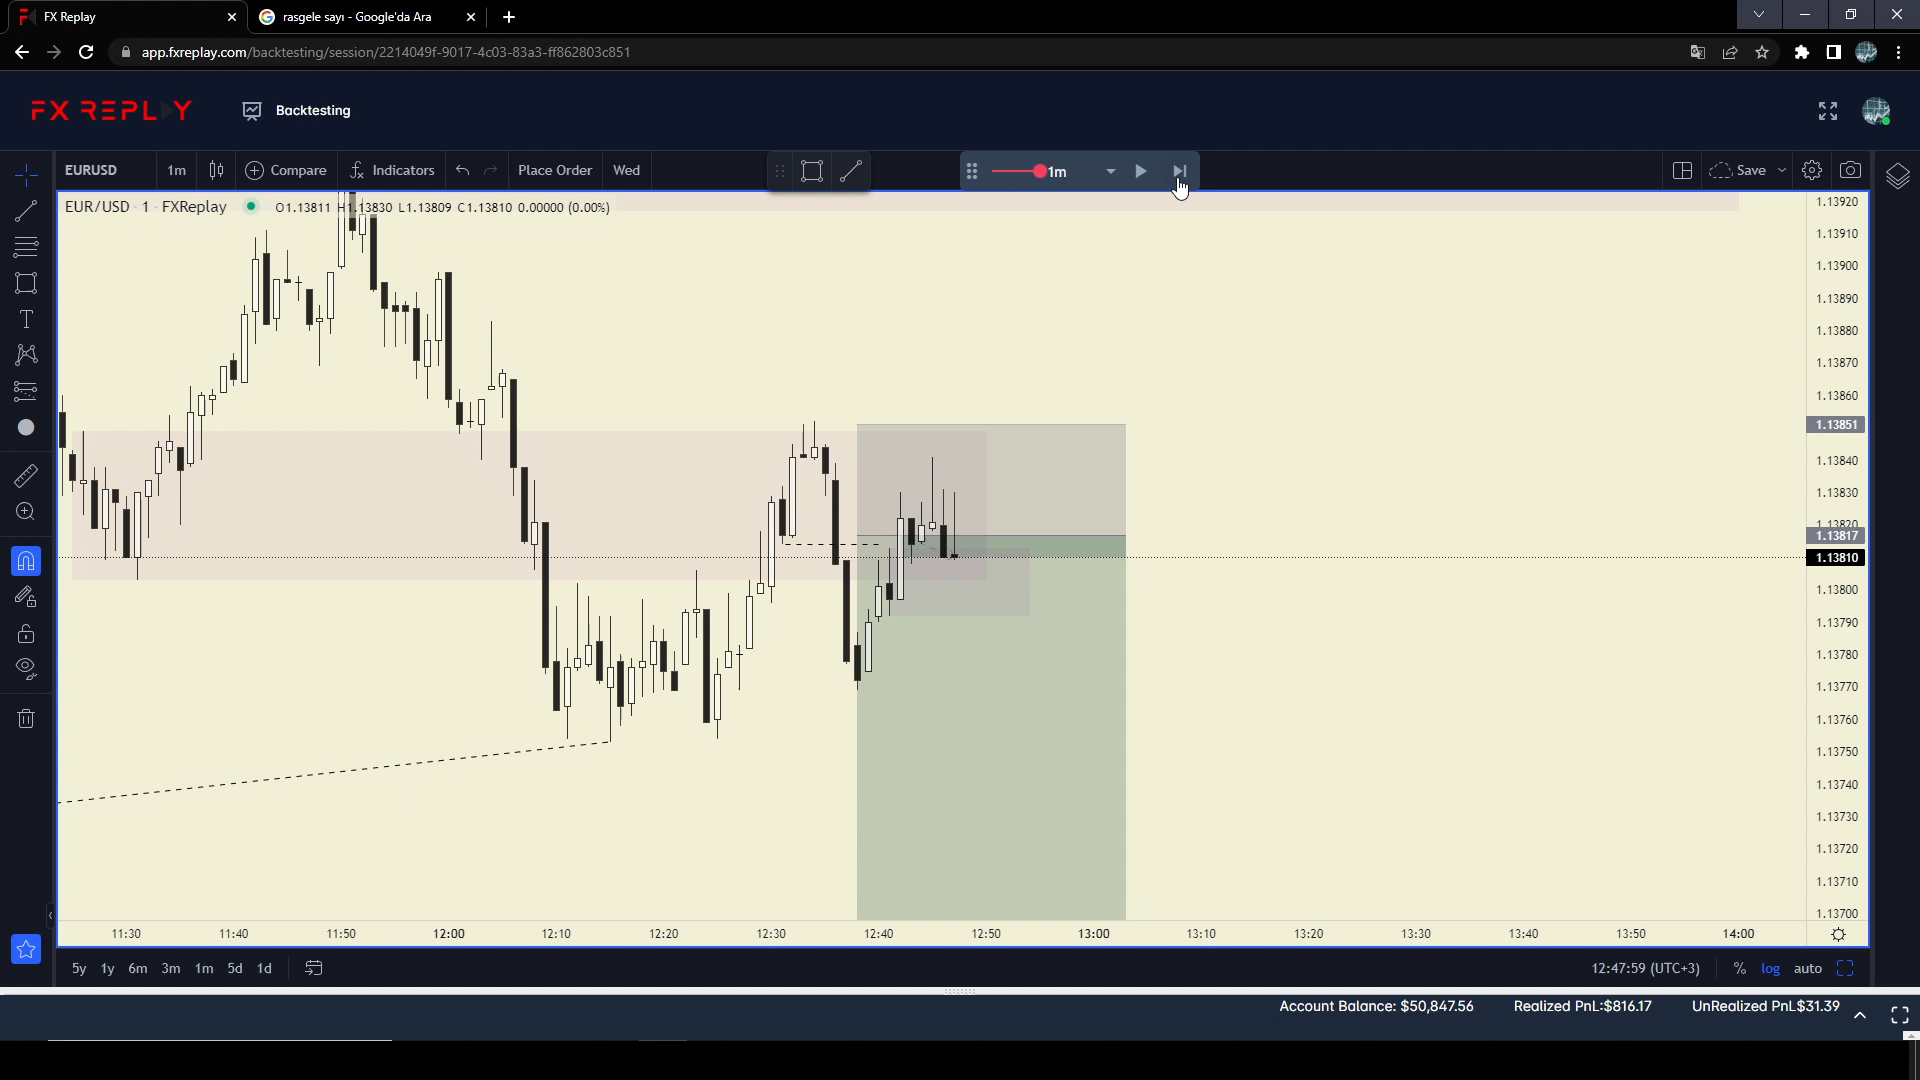 FX Replay
rasgele sayı - Google'da Ara
app.fxreplay.com/backtesting/session/2214049f-9017-4c03-83a3-ff862803c851
FX REPLAY
Backtesting
EURUSD
1m
Compare
Indicators
Place Order
Wed
1m
Save
EUR/USD · 1 · FXReplay
O1.13811 H1.13830 L1.13809 C1.13810 0.00000 (0.00%)
1.13920
1.13910
1.13900
1.13890
1.13880
1.13870
1.13860
1.13851
1.13840
1.13830
1.13820
1.13817
1.13810
1.13800
1.13790
1.13780
1.13770
1.13760
1.13750
1.13740
1.13730
1.13720
1.13710
1.13700
11:30 11:40 11:50 12:00 12:10 12:20 12:30 12:40 12:50 13:00 13:10 13:20 13:30 13:40 13:50 14:00
5y 1y 6m 3m 1m 5d 1d
12:47:59 (UTC+3)
% log auto
Account Balance: $50,847.56 Realized PnL:$816.17 UnRealized PnL$31.39